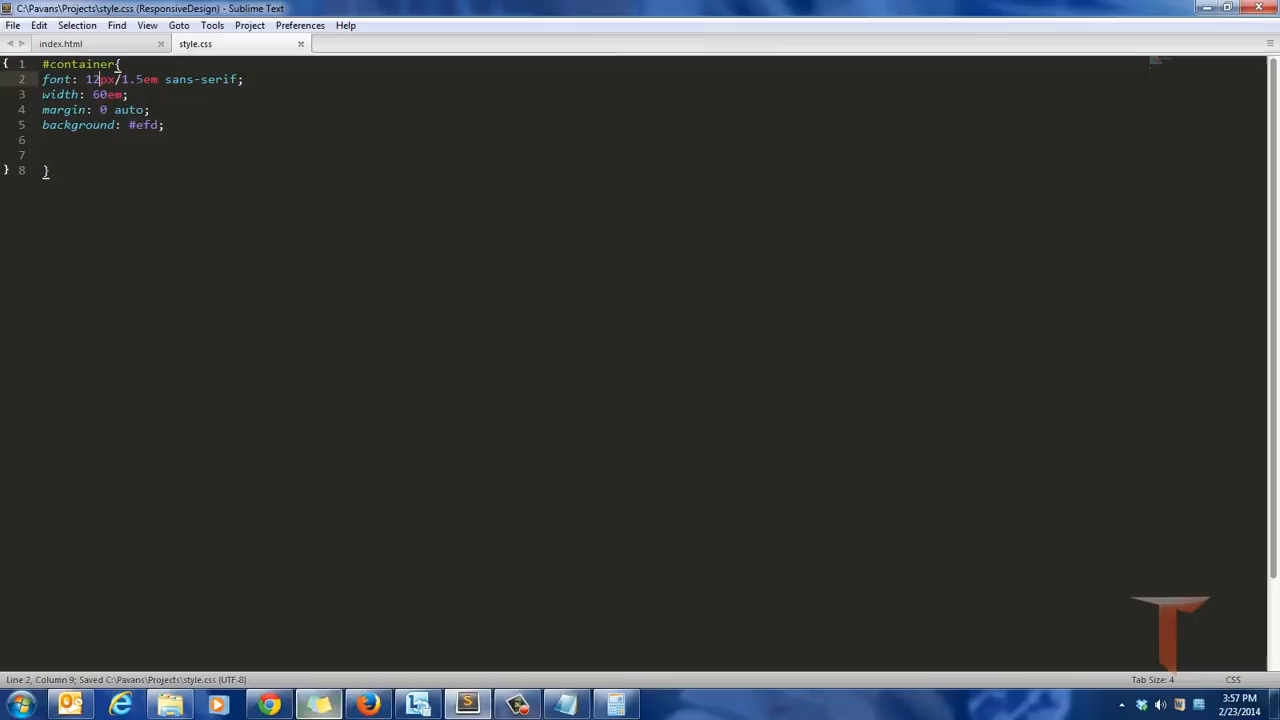 C:\Pavans\Projects\style.css (ResponsiveDesign) - Sublime Text
File Edit Selection View Goto Tools Project Preferences Help
index.html style.css
1 #container{
2 font: 12px/1.5em sans-serif;
3 width: 60em;
4 margin: 0 auto;
5 background: #efd;
6
7
8 }
Line 2, Column 9; Saved C:\Pavans\Projects\style.css (UTF-8) Tab Size: 4 CSS
3:57 PM
2/23/2014